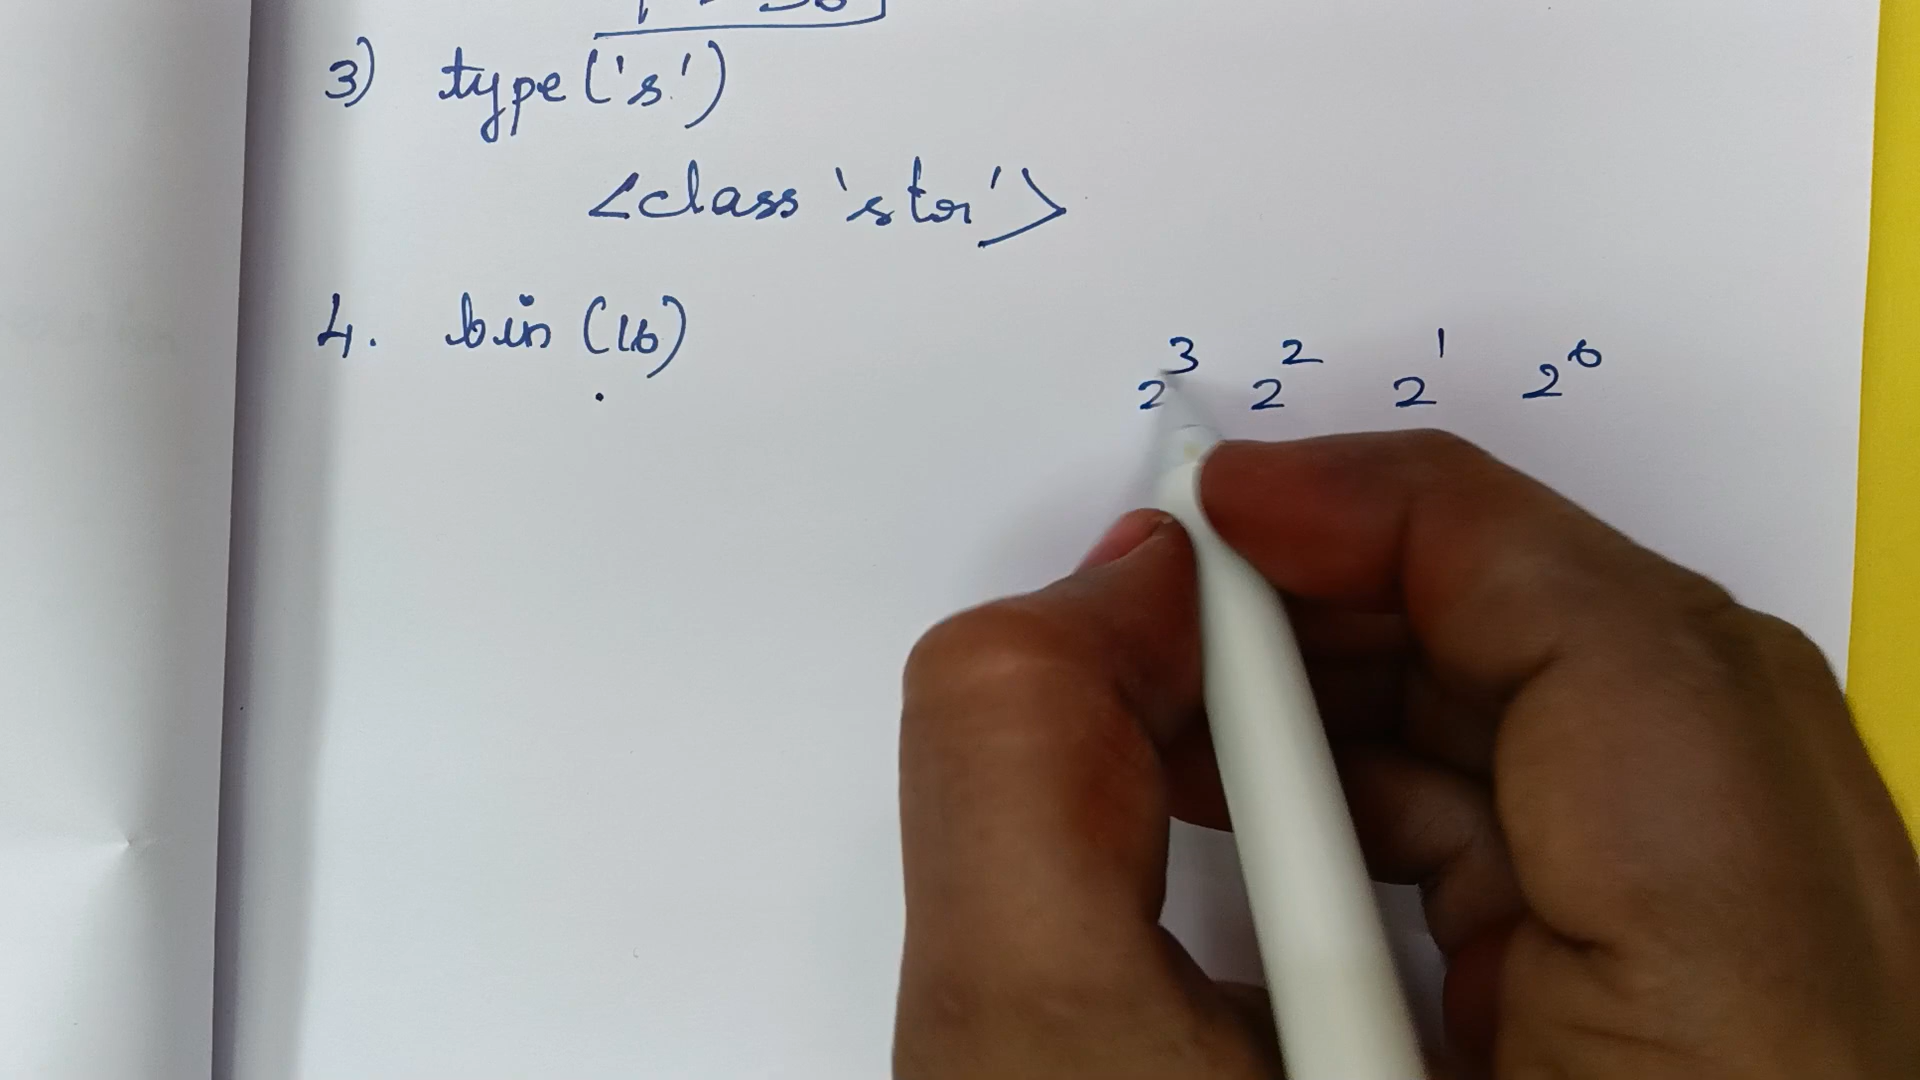 3) type('s')
<class 'str'>
4. bin (16)
2³ 2² 2¹ 2⁰